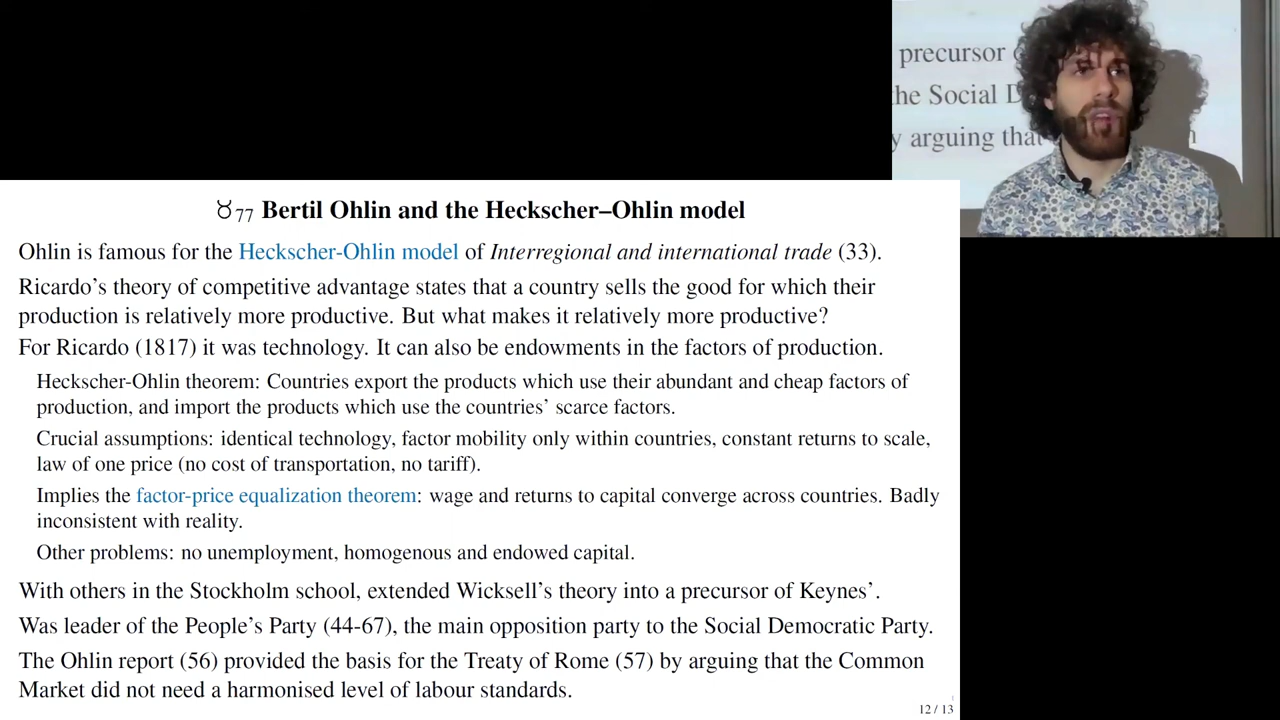 precursor
the Social D
y arguing that
♉77 Bertil Ohlin and the Heckscher–Ohlin model
Ohlin is famous for the Heckscher-Ohlin model of Interregional and international trade (33).
Ricardo's theory of competitive advantage states that a country sells the good for which their
production is relatively more productive. But what makes it relatively more productive?
For Ricardo (1817) it was technology. It can also be endowments in the factors of production.
Heckscher-Ohlin theorem: Countries export the products which use their abundant and cheap factors of
production, and import the products which use the countries' scarce factors.
Crucial assumptions: identical technology, factor mobility only within countries, constant returns to scale,
law of one price (no cost of transportation, no tariff).
Implies the factor-price equalization theorem: wage and returns to capital converge across countries. Badly
inconsistent with reality.
Other problems: no unemployment, homogenous and endowed capital.
With others in the Stockholm school, extended Wicksell's theory into a precursor of Keynes'.
Was leader of the People's Party (44-67), the main opposition party to the Social Democratic Party.
The Ohlin report (56) provided the basis for the Treaty of Rome (57) by arguing that the Common
Market did not need a harmonised level of labour standards.
12 / 13